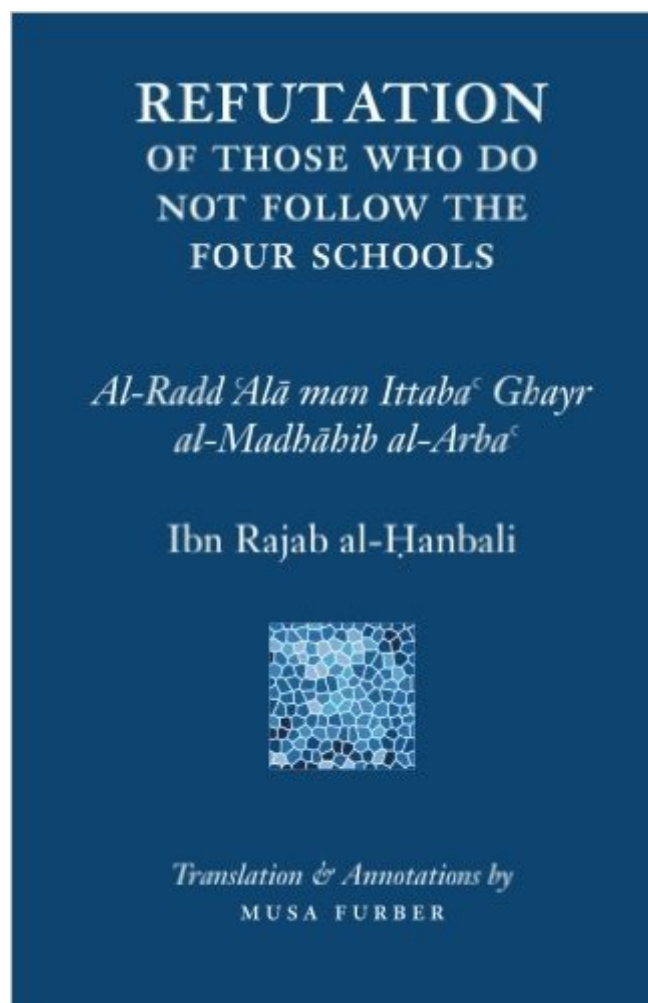 REFUTATION
OF THOSE WHO DO
NOT FOLLOW THE
FOUR SCHOOLS
Al-Radd ʿAlā man Ittabaʿ Ghayr
al-Madhāhib al-Arbaʿ
Ibn Rajab al-Ḥanbali
Translation & Annotations by
MUSA FURBER